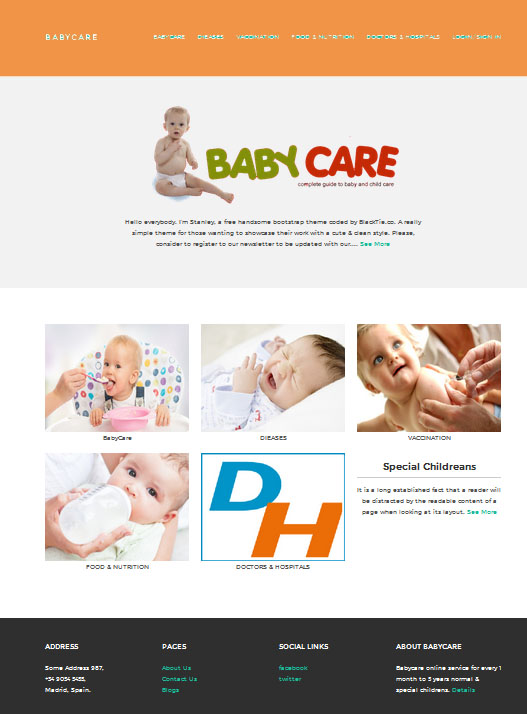 BABYCARE
BABYCARE DIEASES VACCINATION FOOD & NUTRITION DOCTORS & HOSPITALS LOGIN/SIGN IN
BABY CARE
complete guide to baby and child care
Hello everybody. I'm Stanley, a free handsome bootstrap theme coded by BlackTie.co. A really
simple theme for those wanting to showcase their work with a cute & clean style. Please,
consider to register to our newsletter to be updated with our.... See More
BabyCare
DIEASES
VACCINATION
FOOD & NUTRITION
DH
DOCTORS & HOSPITALS
Special Childreans
It is a long established fact that a reader will
be distracted by the readable content of a
page when looking at its layout. See More
ADDRESS
Some Address 987,
+34 9054 5455,
Madrid, Spain.
PAGES
About Us
Contact Us
Blogs
SOCIAL LINKS
facebook
twitter
ABOUT BABYCARE
Babycare online service for every 1
month to 5 years normal &
special childrens. Details